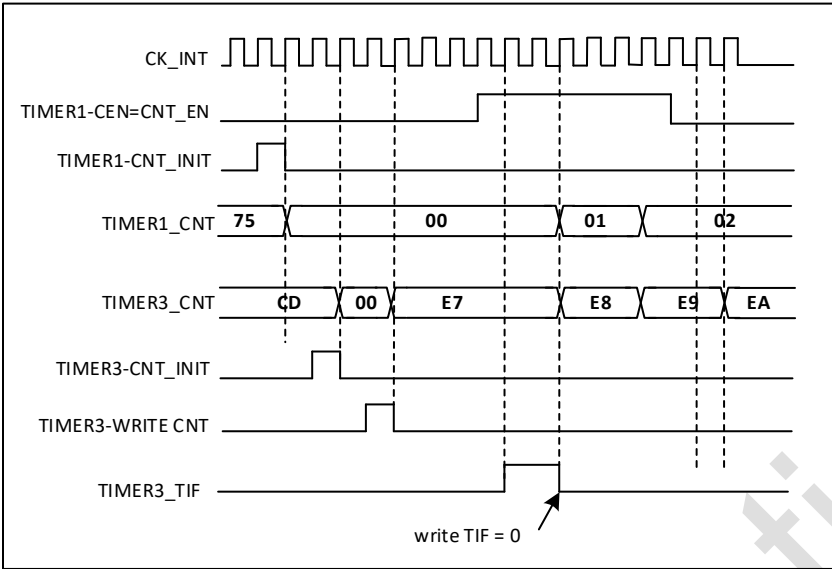 CK_INT
TIMER1-CEN=CNT_EN
TIMER1-CNT_INIT
TIMER1_CNT 75 00 01 02
TIMER3_CNT CD 00 E7 E8 E9 EA
TIMER3-CNT_INIT
TIMER3-WRITE CNT
TIMER3_TIF
write TIF = 0